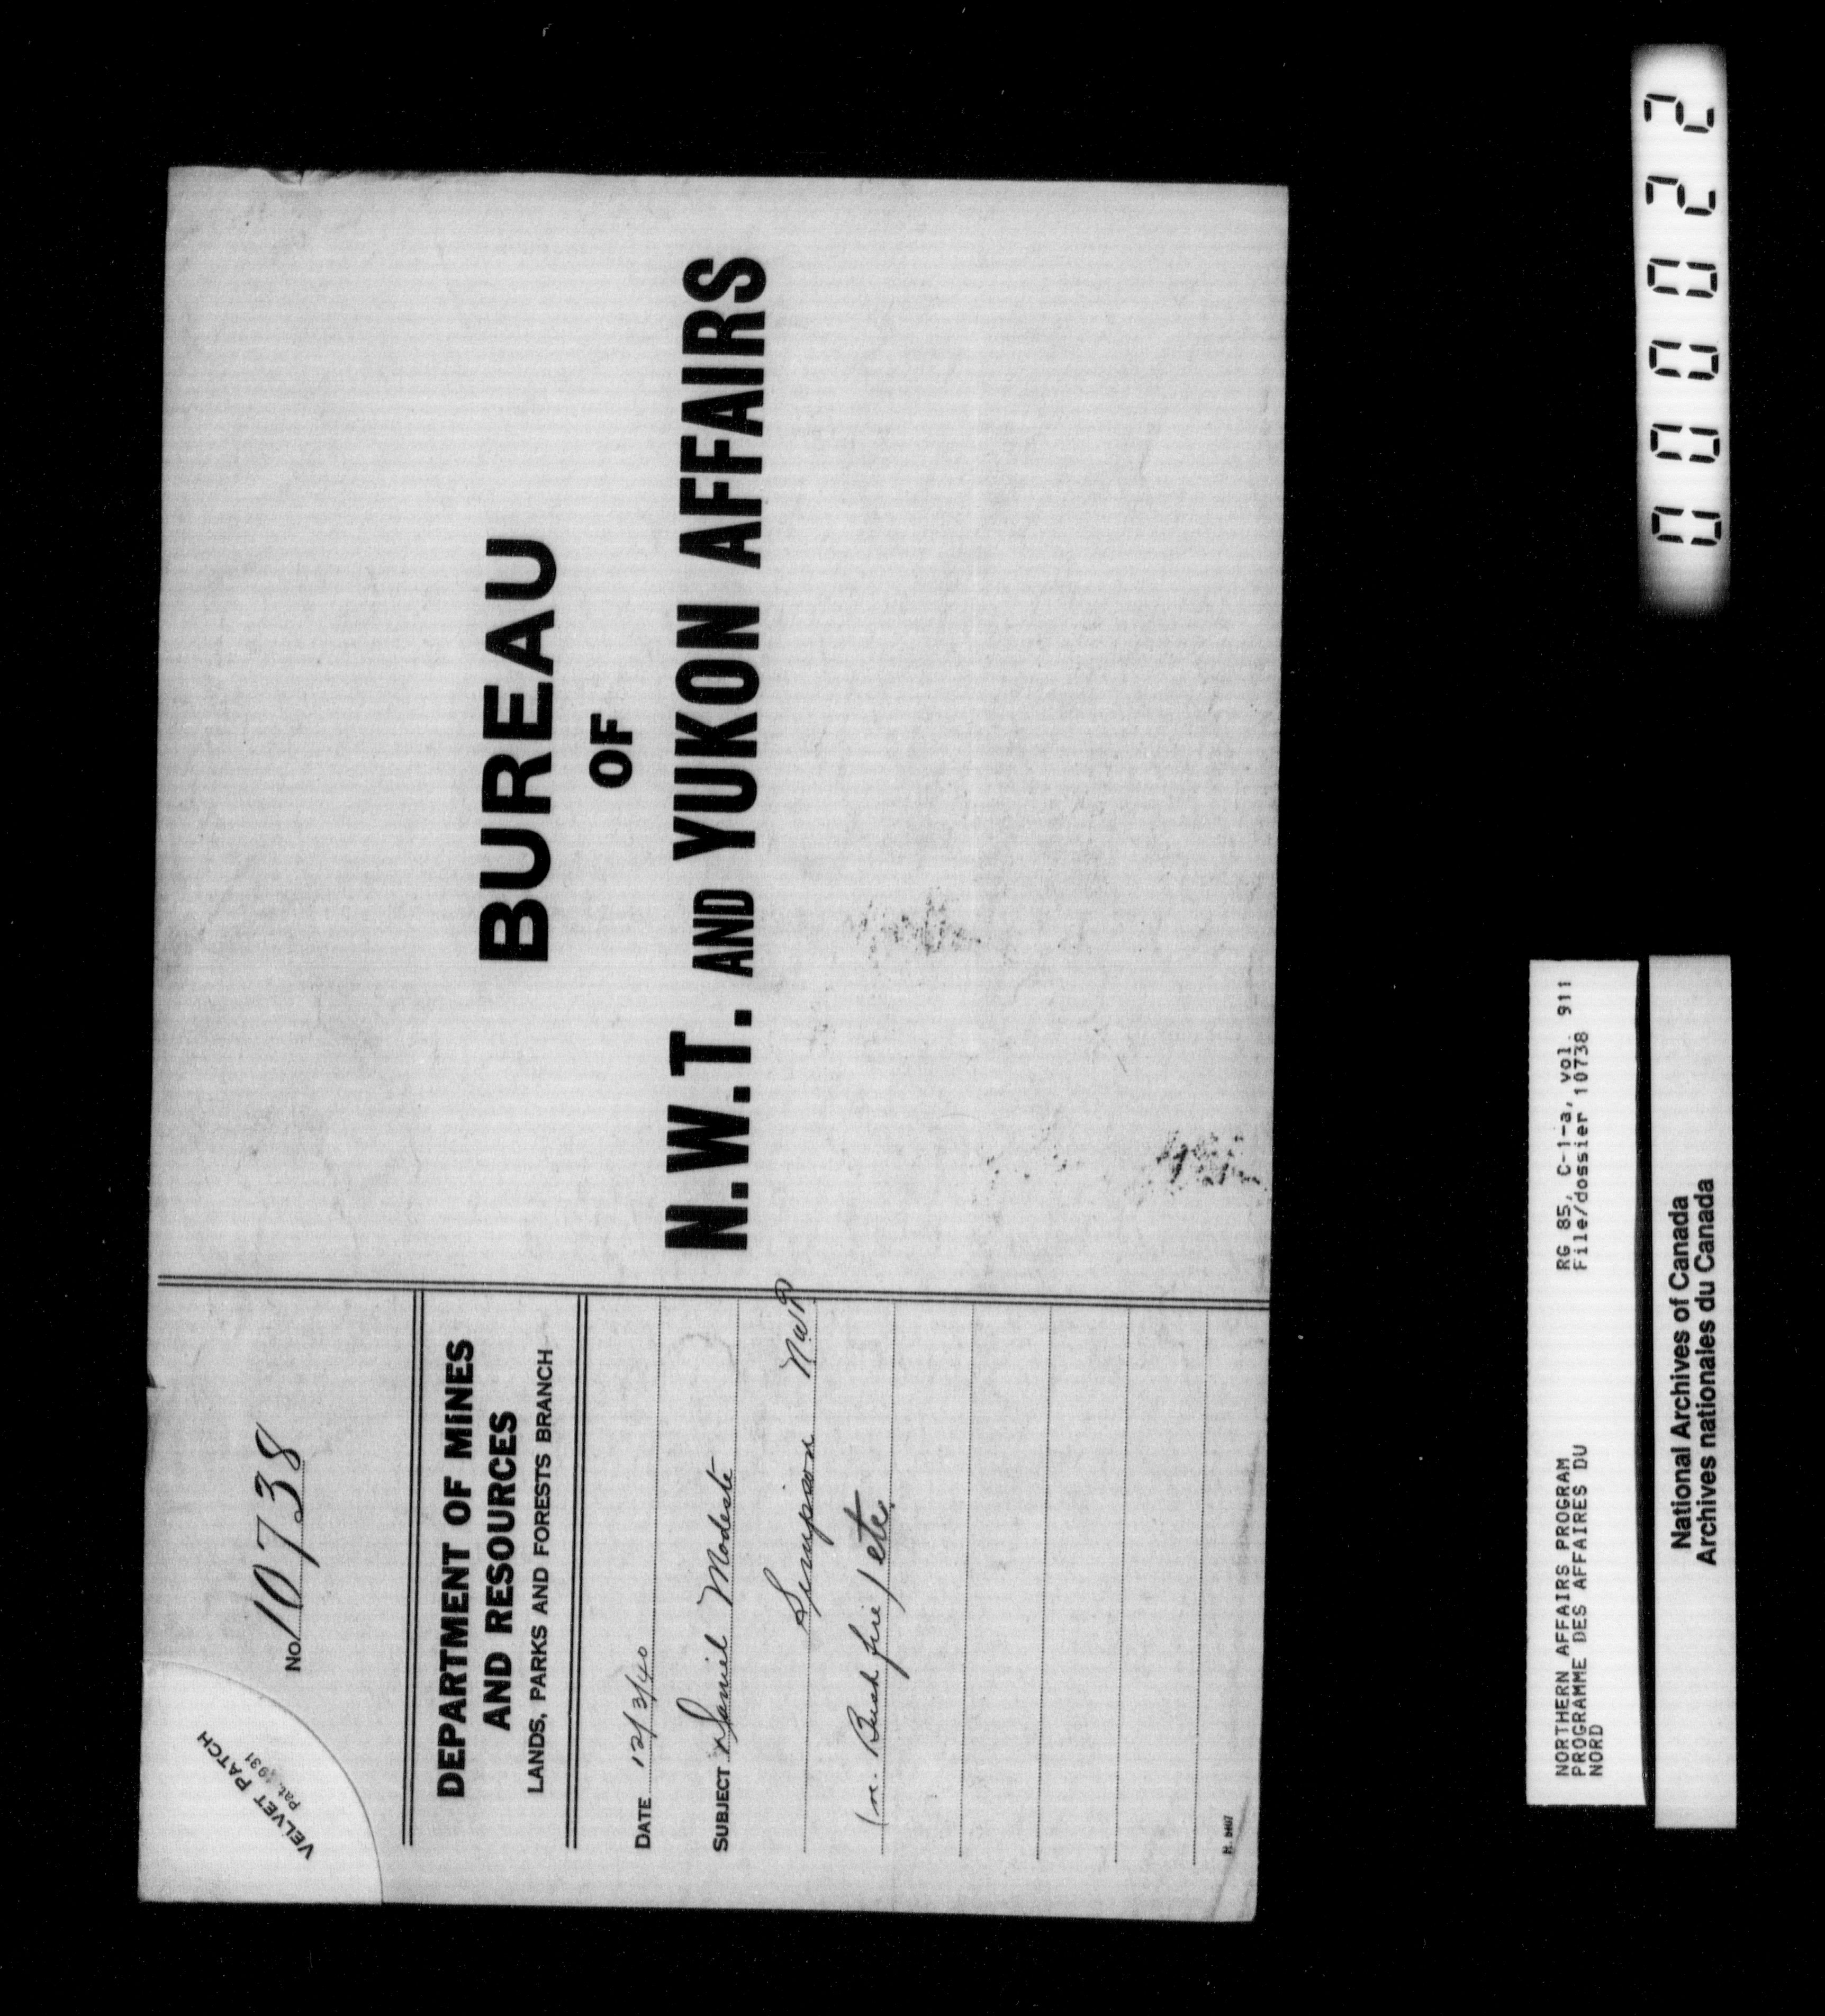 VELVET PATCH
Pat. 1931
No 10738
DEPARTMENT OF MINES
AND RESOURCES
LANDS, PARKS AND FORESTS BRANCH
DATE 12/3/40
SUBJECT Daniel Modeste
Simpson NWT
(re. Bush fire) etc.
H. 5607
BUREAU
OF
N.W.T. AND YUKON AFFAIRS
NORTHERN AFFAIRS PROGRAM
PROGRAMME DES AFFAIRES DU
NORD
RG 85, C-1-a, vol. 911
File/dossier 10738
National Archives of Canada
Archives nationales du Canada
000022